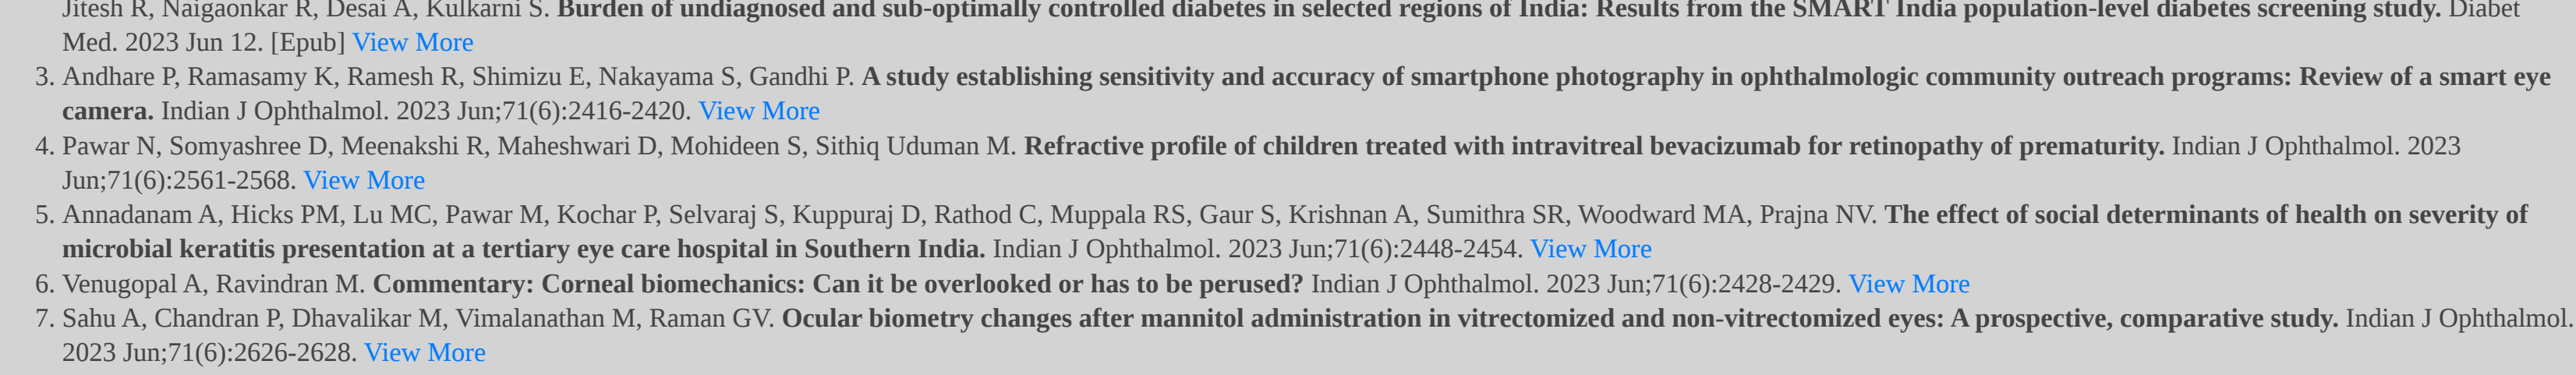 Jitesh R, Naigaonkar R, Desai A, Kulkarni S. Burden of undiagnosed and sub-optimally controlled diabetes in selected regions of India: Results from the SMART India population-level diabetes screening study. Diabet
Med. 2023 Jun 12. [Epub] View More
3. Andhare P, Ramasamy K, Ramesh R, Shimizu E, Nakayama S, Gandhi P. A study establishing sensitivity and accuracy of smartphone photography in ophthalmologic community outreach programs: Review of a smart eye
camera. Indian J Ophthalmol. 2023 Jun;71(6):2416-2420. View More
4. Pawar N, Somyashree D, Meenakshi R, Maheshwari D, Mohideen S, Sithiq Uduman M. Refractive profile of children treated with intravitreal bevacizumab for retinopathy of prematurity. Indian J Ophthalmol. 2023
Jun;71(6):2561-2568. View More
5. Annadanam A, Hicks PM, Lu MC, Pawar M, Kochar P, Selvaraj S, Kuppuraj D, Rathod C, Muppala RS, Gaur S, Krishnan A, Sumithra SR, Woodward MA, Prajna NV. The effect of social determinants of health on severity of
microbial keratitis presentation at a tertiary eye care hospital in Southern India. Indian J Ophthalmol. 2023 Jun;71(6):2448-2454. View More
6. Venugopal A, Ravindran M. Commentary: Corneal biomechanics: Can it be overlooked or has to be perused? Indian J Ophthalmol. 2023 Jun;71(6):2428-2429. View More
7. Sahu A, Chandran P, Dhavalikar M, Vimalanathan M, Raman GV. Ocular biometry changes after mannitol administration in vitrectomized and non-vitrectomized eyes: A prospective, comparative study. Indian J Ophthalmol.
2023 Jun;71(6):2626-2628. View More